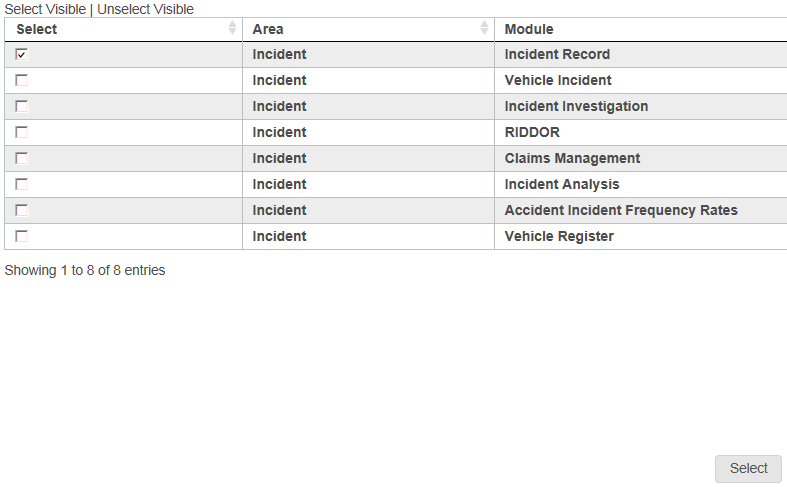 Select Visible | Unselect Visible
Select Area Module
Incident Incident Record
Incident Vehicle Incident
Incident Incident Investigation
Incident RIDDOR
Incident Claims Management
Incident Incident Analysis
Incident Accident Incident Frequency Rates
Incident Vehicle Register
Showing 1 to 8 of 8 entries
Select